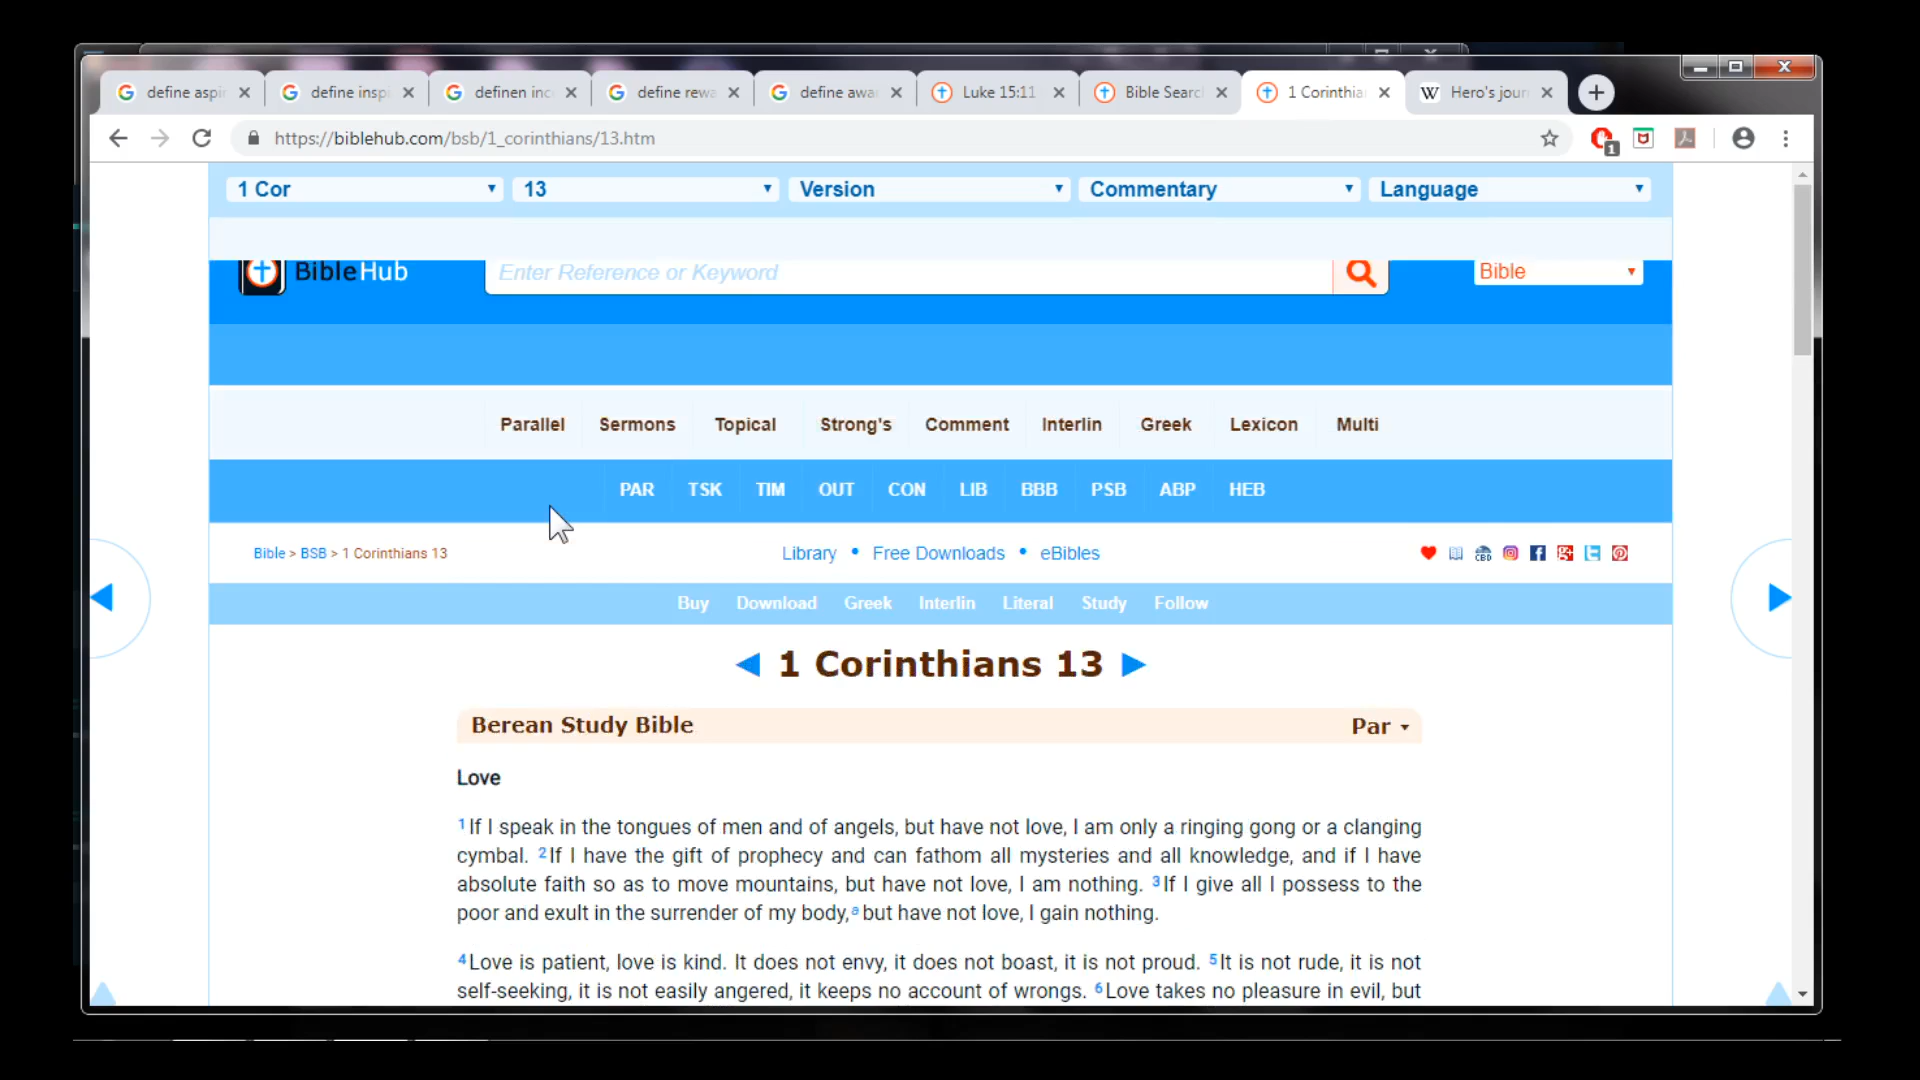 define aspi
define insp
definen inc
define rewa
define awa
Luke 15:11
Bible Searc
1 Corinthia
W Hero's jour
https://biblehub.com/bsb/1_corinthians/13.htm
1
1 Cor 13 Version Commentary Language
BibleHub Enter Reference or Keyword Bible
Parallel Sermons Topical Strong's Comment Interlin Greek Lexicon Multi
PAR TSK TIM OUT CON LIB BBB PSB ABP HEB
Bible > BSB > 1 Corinthians 13 Library • Free Downloads • eBibles CBD
Buy Download Greek Interlin Literal Study Follow
1 Corinthians 13
Berean Study Bible Par
Love
1 If I speak in the tongues of men and of angels, but have not love, I am only a ringing gong or a clanging
cymbal. 2 If I have the gift of prophecy and can fathom all mysteries and all knowledge, and if I have
absolute faith so as to move mountains, but have not love, I am nothing. 3 If I give all I possess to the
poor and exult in the surrender of my body,a but have not love, I gain nothing.
4 Love is patient, love is kind. It does not envy, it does not boast, it is not proud. 5 It is not rude, it is not
self-seeking, it is not easily angered, it keeps no account of wrongs. 6 Love takes no pleasure in evil, but